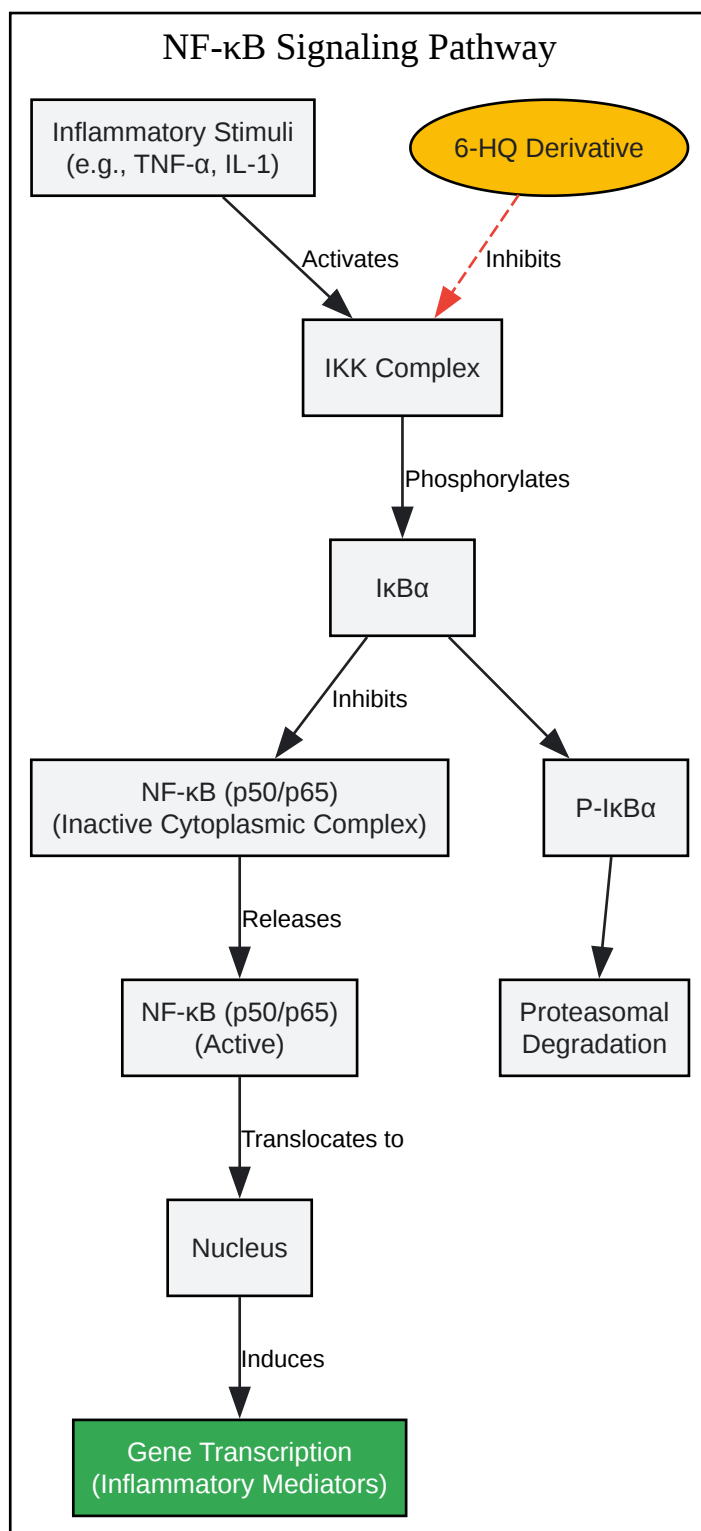 NF-κB Signaling Pathway
Inflammatory Stimuli
(e.g., TNF-α, IL-1)
6-HQ Derivative
Activates
Inhibits
IKK Complex
Phosphorylates
IκBα
Inhibits
NF-κB (p50/p65)
(Inactive Cytoplasmic Complex)
P-IκBα
Releases
NF-κB (p50/p65)
(Active)
Proteasomal
Degradation
Translocates to
Nucleus
Induces
Gene Transcription
(Inflammatory Mediators)